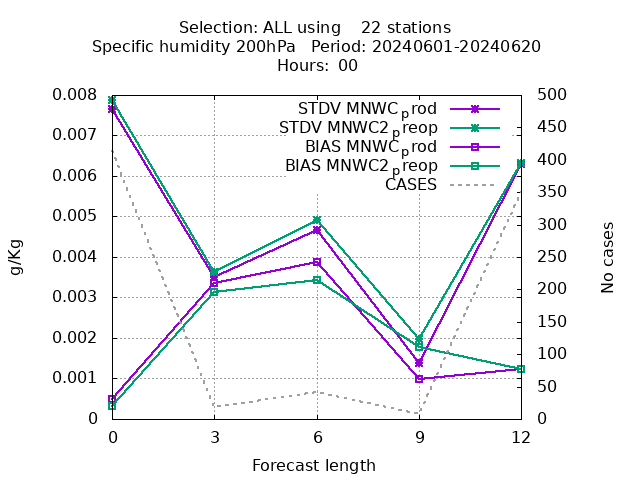 Selection: ALL using    22 stations
Specific humidity 200hPa   Period: 20240601-20240620
Hours: 00
STDV MNWC_prod
STDV MNWC2_preop
BIAS MNWC_prod
BIAS MNWC2_preop
CASES
0.008
0.007
0.006
0.005
0.004
0.003
0.002
0.001
0
500
450
400
350
300
250
200
150
100
50
0
g/Kg
No cases
0 3 6 9 12
Forecast length